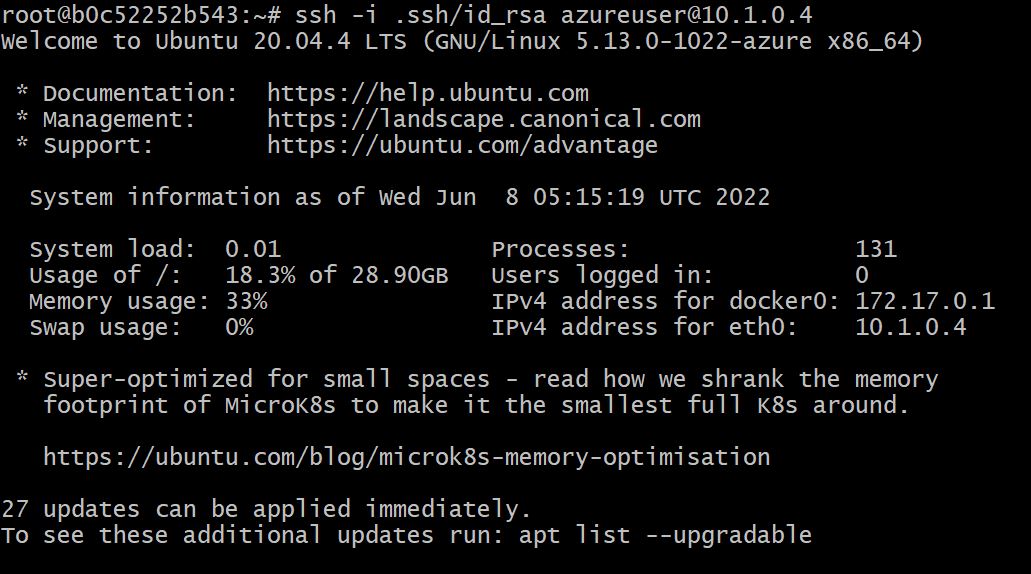 root@b0c52252b543:~# ssh -i .ssh/id_rsa azureuser@10.1.0.4
Welcome to Ubuntu 20.04.4 LTS (GNU/Linux 5.13.0-1022-azure x86_64)

 * Documentation:  https://help.ubuntu.com
 * Management:     https://landscape.canonical.com
 * Support:        https://ubuntu.com/advantage

  System information as of Wed Jun  8 05:15:19 UTC 2022

  System load:  0.01               Processes:                131
  Usage of /:   18.3% of 28.90GB   Users logged in:          0
  Memory usage: 33%                IPv4 address for docker0: 172.17.0.1
  Swap usage:   0%                 IPv4 address for eth0:    10.1.0.4

 * Super-optimized for small spaces - read how we shrank the memory
   footprint of MicroK8s to make it the smallest full K8s around.

   https://ubuntu.com/blog/microk8s-memory-optimisation

27 updates can be applied immediately.
To see these additional updates run: apt list --upgradable